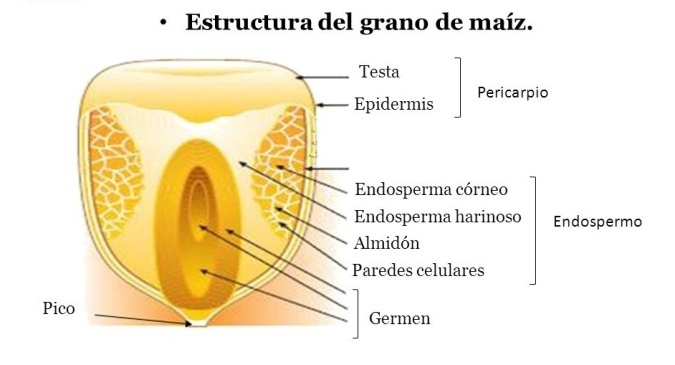 • Estructura del grano de maíz.
Testa
Epidermis
Pericarpio
Endosperma córneo
Endosperma harinoso
Almidón
Paredes celulares
Endospermo
Germen
Pico